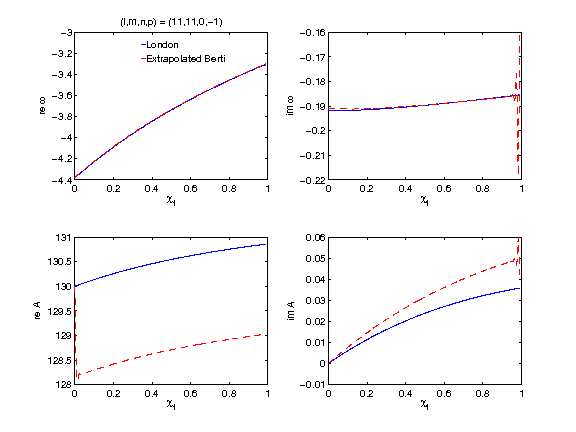 (l,m,n,p) = (11,11,0,−1)
London
Extrapolated Berti
re ω
−3
−3.2
−3.4
−3.6
−3.8
−4
−4.2
−4.4
0 0.2 0.4 0.6 0.8 1
χf
im ω
−0.16
−0.17
−0.18
−0.19
−0.2
−0.21
−0.22
0 0.2 0.4 0.6 0.8 1
χf
re A
131
130.5
130
129.5
129
128.5
128
0 0.2 0.4 0.6 0.8 1
χf
im A
0.06
0.05
0.04
0.03
0.02
0.01
0
−0.01
0 0.2 0.4 0.6 0.8 1
χf